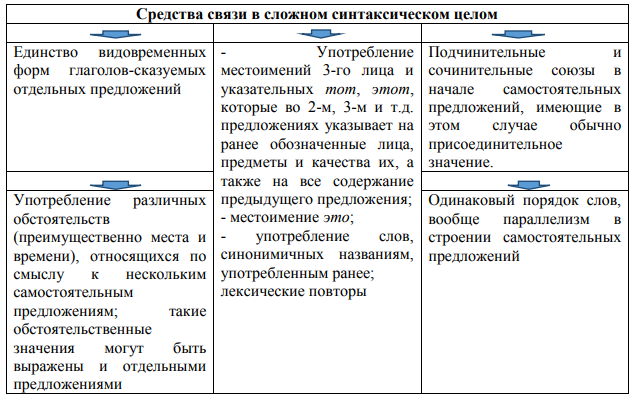 Средства связи в сложном синтаксическом целом
Единство видовременных
форм глаголов-сказуемых
отдельных предложений
Употребление различных
обстоятельств
(преимущественно места и
времени), относящихся по
смыслу к нескольким
самостоятельным
предложениям; такие
обстоятельственные
значения могут быть
выражены и отдельными
предложениями
- Употребление
местоимений 3-го лица и
указательных тот, этот,
которые во 2-м, 3-м и т.д.
предложениях указывает на
ранее обозначенные лица,
предметы и качества их, а
также на все содержание
предыдущего предложения;
- местоимение это;
- употребление слов,
синонимичных названиям,
употребленным ранее;
лексические повторы
Подчинительные и
сочинительные союзы в
начале самостоятельных
предложений, имеющие в
этом случае обычно
присоединительное
значение.
Одинаковый порядок слов,
вообще параллелизм в
строении самостоятельных
предложений